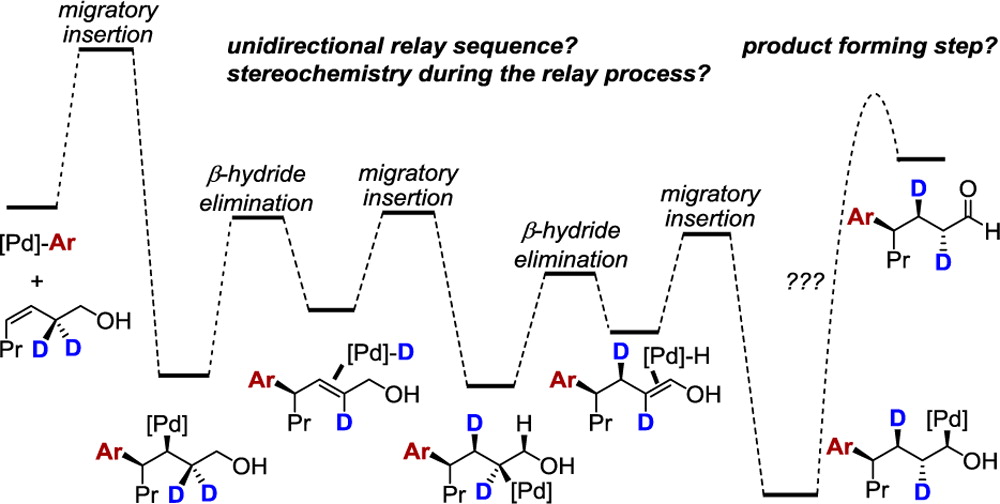 migratory
insertion
unidirectional relay sequence?
stereochemistry during the relay process?
product forming step?
β-hydride
elimination
migratory
insertion
migratory
insertion
β-hydride
elimination
[Pd]-Ar
+
OH
Pr D D
[Pd]
Ar
OH
Pr D D
[Pd]-D
Ar
OH
Pr D
D H
Ar
OH
Pr D [Pd]
D [Pd]-H
Ar
OH
Pr D
???
D O
Ar
H
Pr D
D [Pd]
Ar
OH
Pr D